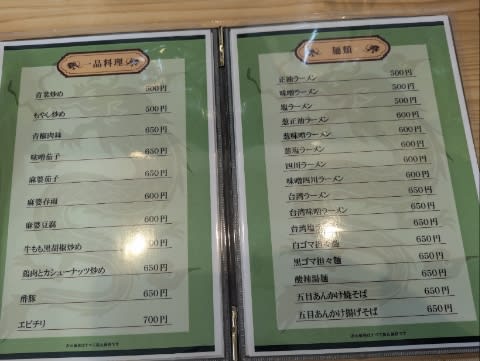 一品料理
青菜炒め 500円
もやし炒め 500円
青椒肉絲 650円
味噌茄子 650円
麻婆茄子 650円
麻婆春雨 600円
麻婆豆腐 600円
牛もも黒胡椒炒め 650円
鶏肉とカシューナッツ炒め 650円
酢豚 650円
エビチリ 700円
麺類
正油ラーメン 500円
味噌ラーメン 500円
塩ラーメン 500円
葱正油ラーメン 600円
葱味噌ラーメン 600円
葱塩ラーメン 600円
四川ラーメン 600円
味噌四川ラーメン 600円
台湾ラーメン 650円
台湾味噌ラーメン 650円
台湾塩 650円
白ゴマ担々麺 650円
黒ゴマ担々麺 650円
酸辣湯麺 650円
五目あんかけ焼そば 650円
五目あんかけ揚げそば 650円